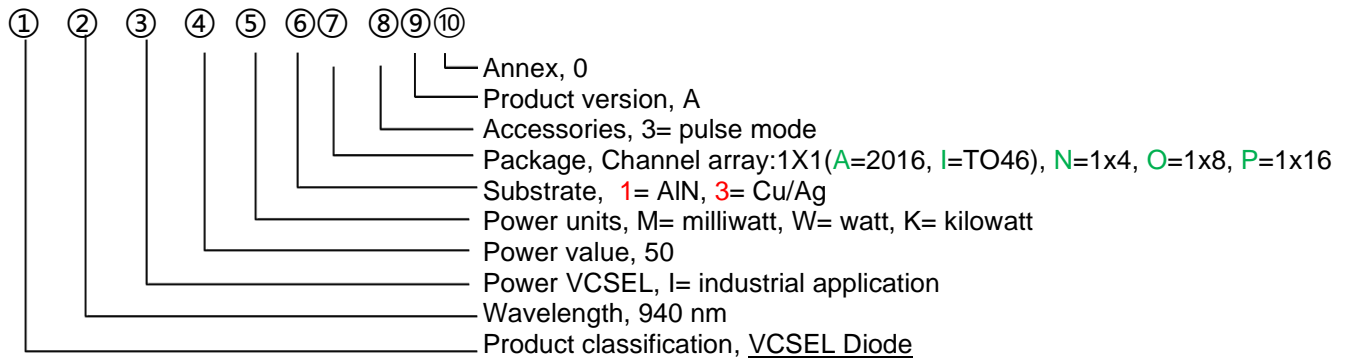 ① ② ③ ④ ⑤ ⑥⑦ ⑧⑨⑩
Annex, 0
Product version, A
Accessories, 3= pulse mode
Package, Channel array:1X1(A=2016, I=TO46), N=1x4, O=1x8, P=1x16
Substrate, 1= AlN, 3= Cu/Ag
Power units, M= milliwatt, W= watt, K= kilowatt
Power value, 50
Power VCSEL, I= industrial application
Wavelength, 940 nm
Product classification, VCSEL Diode